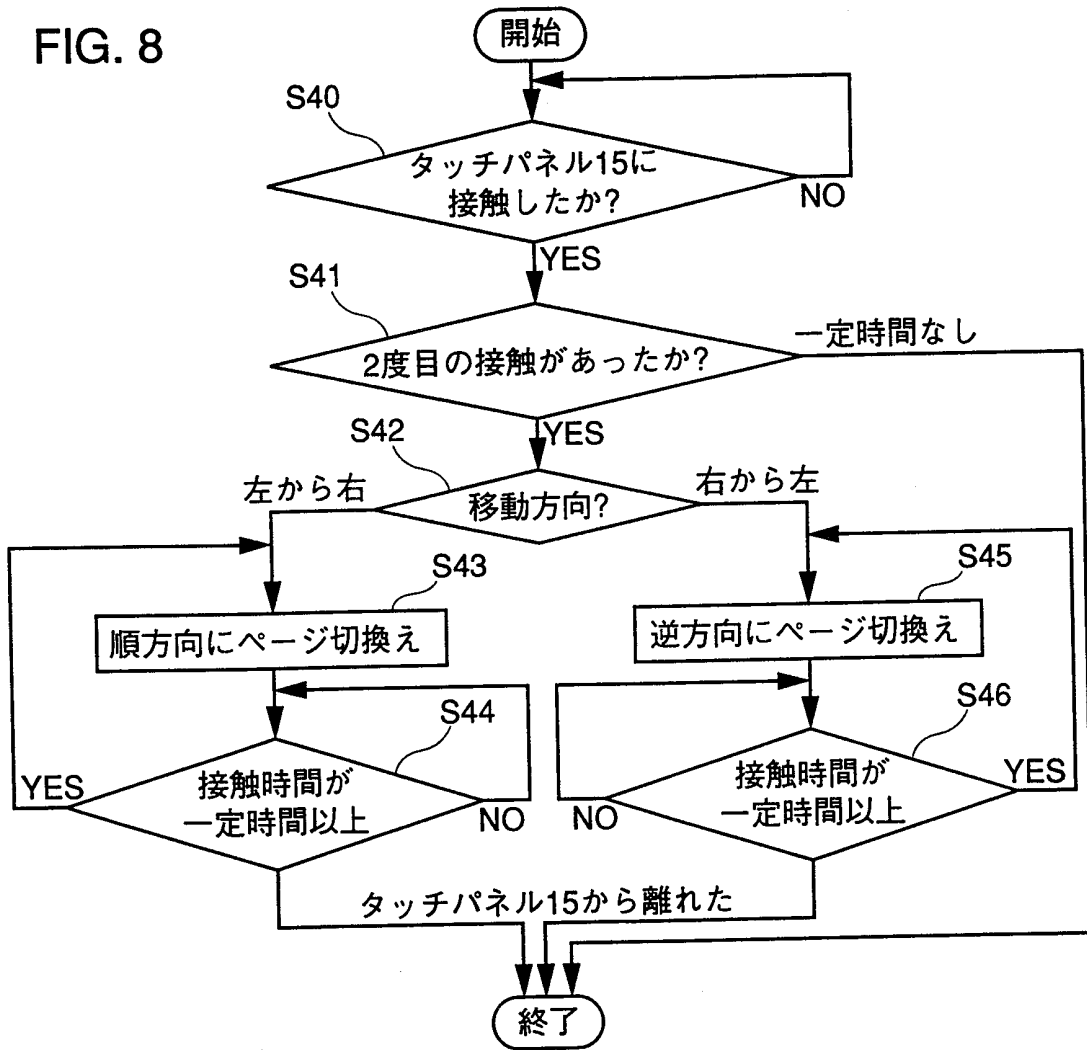 FIG. 8
開始
S40
タッチパネル15に
接触したか?
NO
YES
S41
2度目の接触があったか?
一定時間なし
YES
S42
移動方向?
左から右
右から左
S43
順方向にページ切換え
S45
逆方向にページ切換え
S44
接触時間が
一定時間以上
YES
NO
S46
接触時間が
一定時間以上
NO
YES
タッチパネル15から離れた
終了